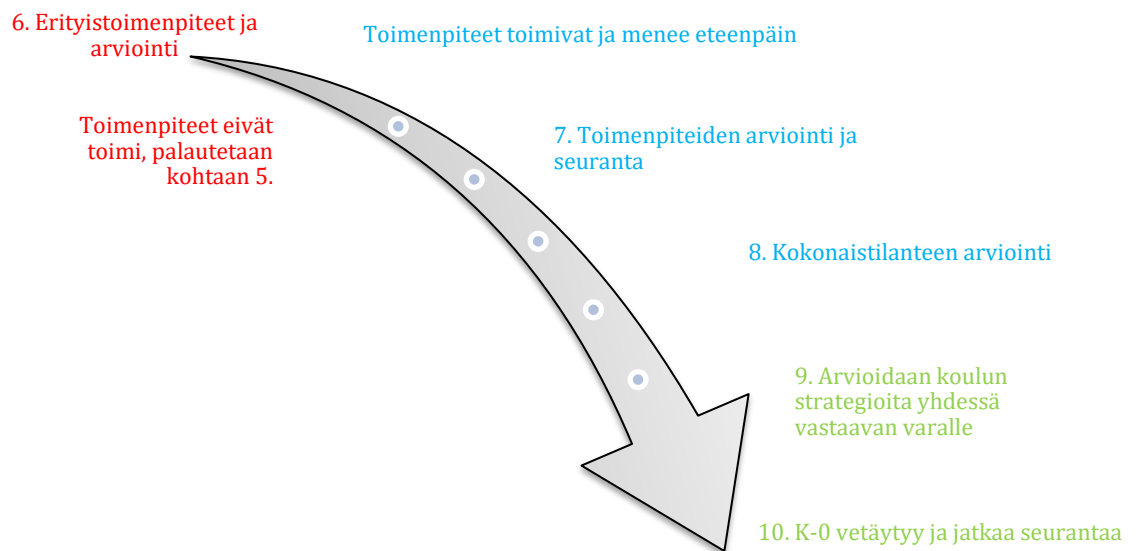 6. Erityistoimenpiteet ja
arviointi
Toimenpiteet toimivat ja menee eteenpäin
Toimenpiteet eivät
toimi, palautetaan
kohtaan 5.
7. Toimenpiteiden arviointi ja
seuranta
8. Kokonaistilanteen arviointi
9. Arvioidaan koulun
strategioita yhdessä
vastaavan varalle
10. K-0 vetäytyy ja jatkaa seurantaa